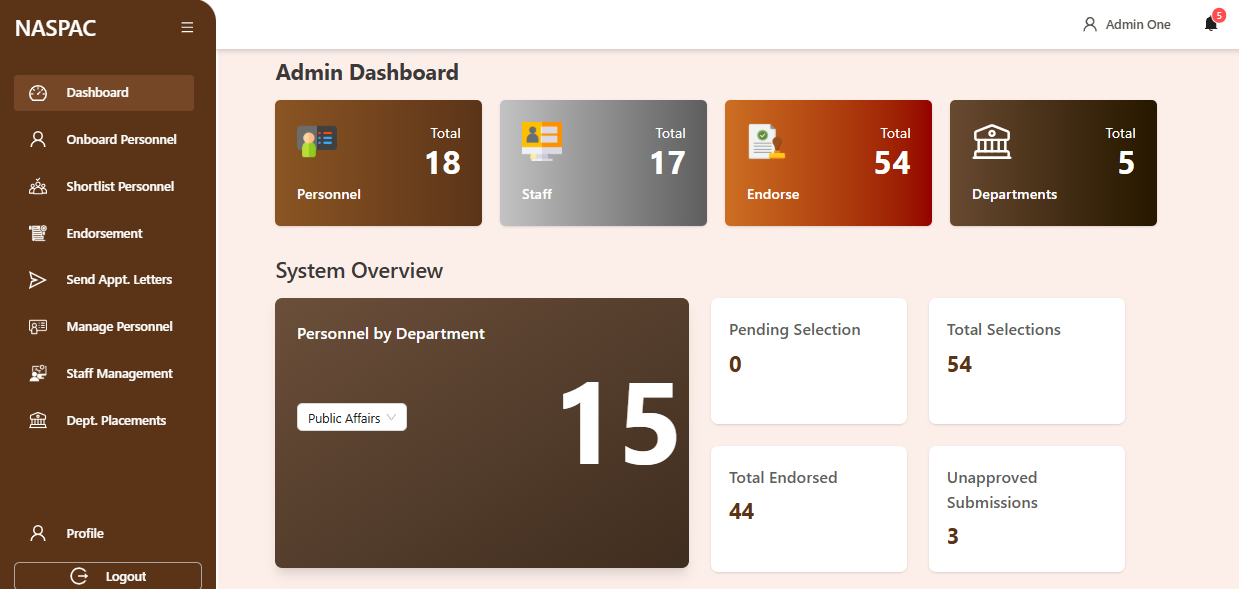 NASPAC
Admin One
5
Dashboard
Onboard Personnel
Shortlist Personnel
Endorsement
Send Appt. Letters
Manage Personnel
Staff Management
Dept. Placements
Profile
Logout
Admin Dashboard
Total
18
Personnel
Total
17
Staff
Total
54
Endorse
Total
5
Departments
System Overview
Personnel by Department
Public Affairs
15
Pending Selection
0
Total Selections
54
Total Endorsed
44
Unapproved
Submissions
3